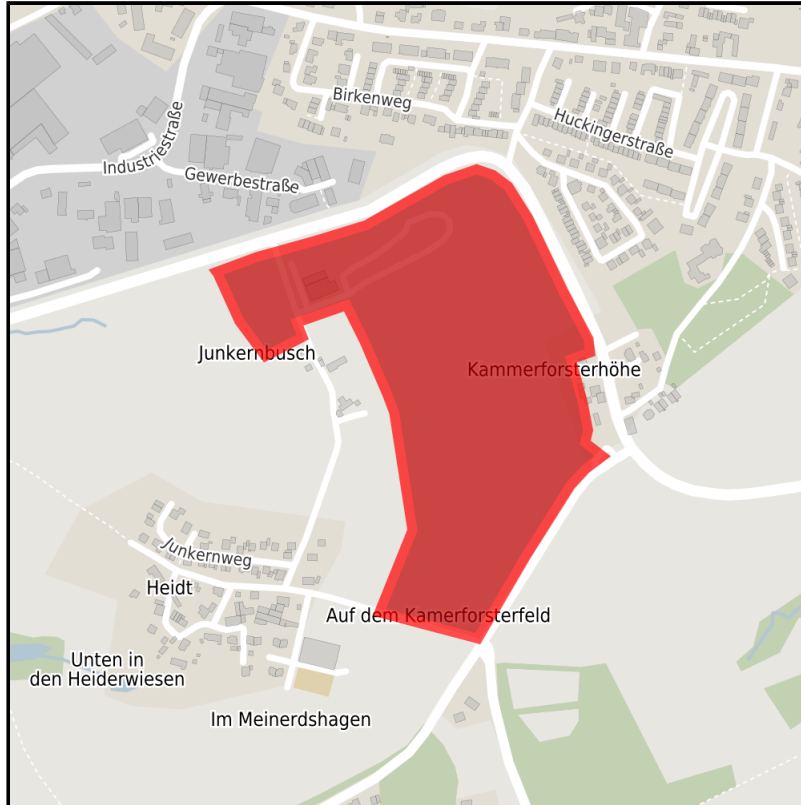 Birkenweg
Huckingerstraße
Industriestraße
Gewerbestraße
Junkernbusch
Kammerforsterhöhe
Junkernweg
Heidt
Auf dem Kamerforsterfeld
Unten in
den Heiderwiesen
Im Meinerdshagen